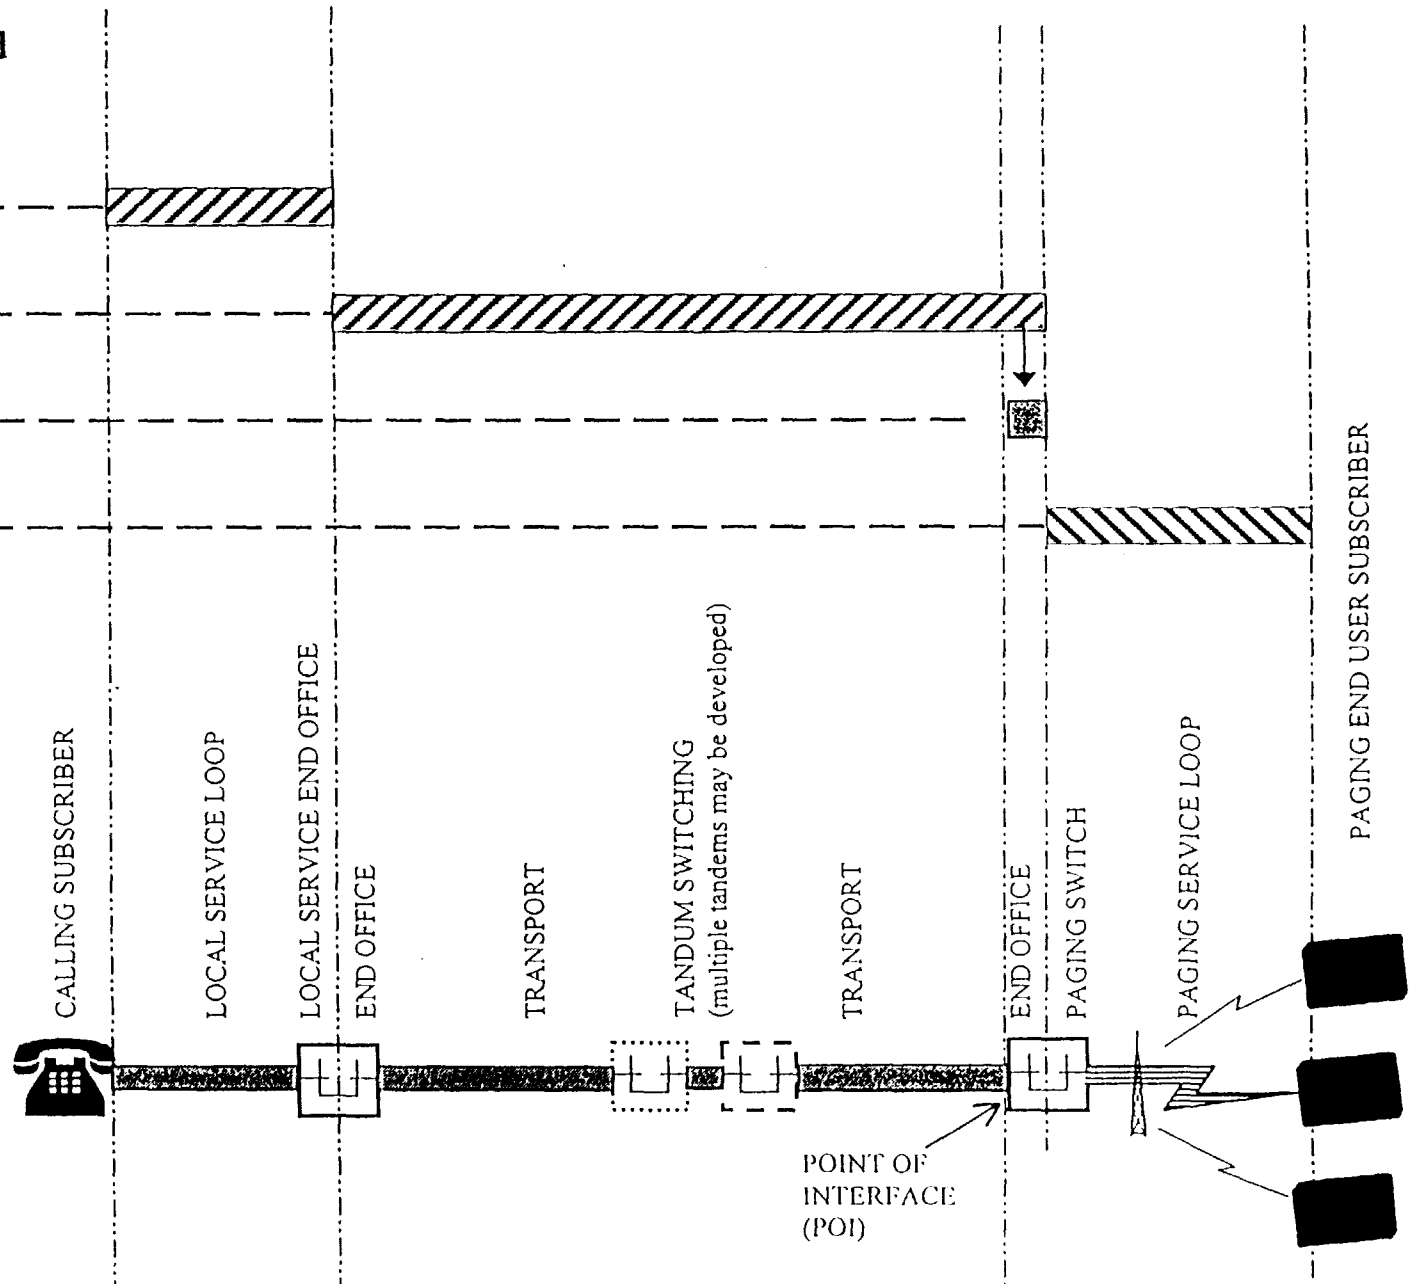 CALLING SUBSCRIBER
LOCAL SERVICE LOOP
LOCAL SERVICE END OFFICE
END OFFICE
TRANSPORT
TANDUM SWITCHING
(multiple tandems may be developed)
TRANSPORT
END OFFICE
PAGING SWITCH
PAGING SERVICE LOOP
PAGING END USER SUBSCRIBER
POINT OF
INTERFACE
(POI)